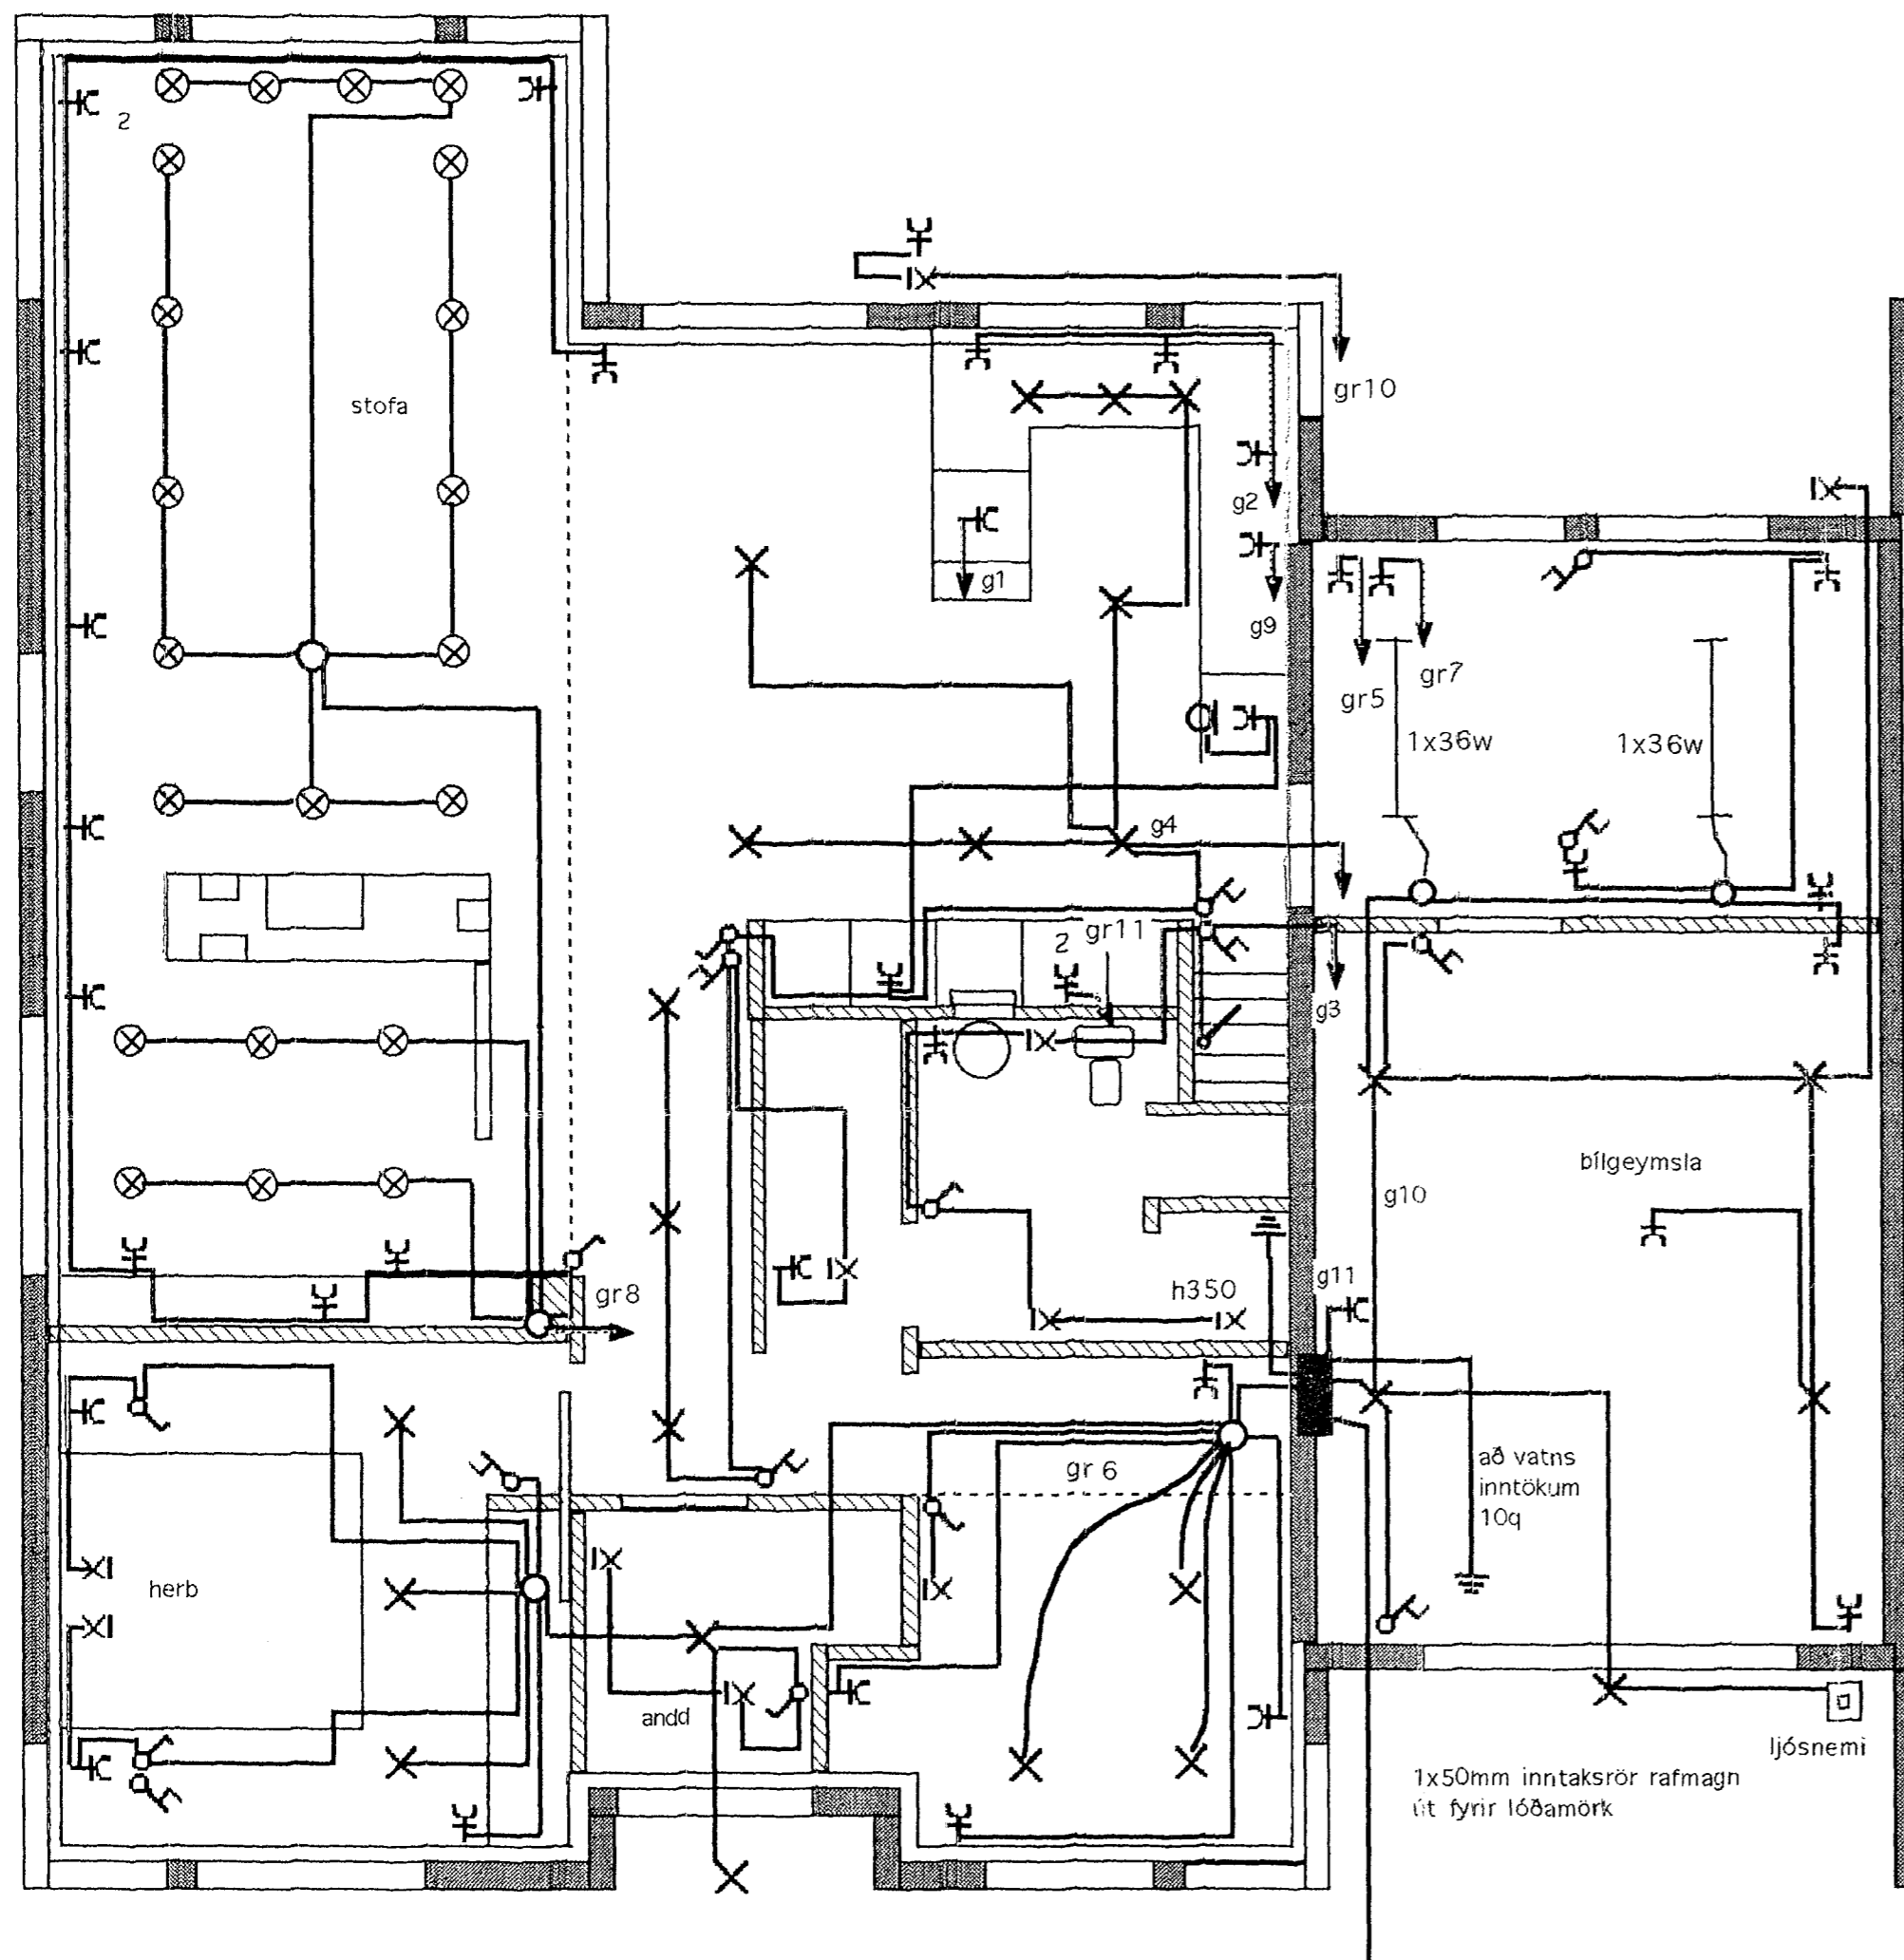 2
stofa
gr10
g2
g1
g9
gr5
gr7
1x36w
1x36w
g4
2
gr11
g3
bílgeymsla
g10
h350
g11
gr8
gr 6
að vatns
inntökum
10q
herb
andd
ljósnemi
1x50mm inntaksrör rafmagn
út fyrir lóðamörk